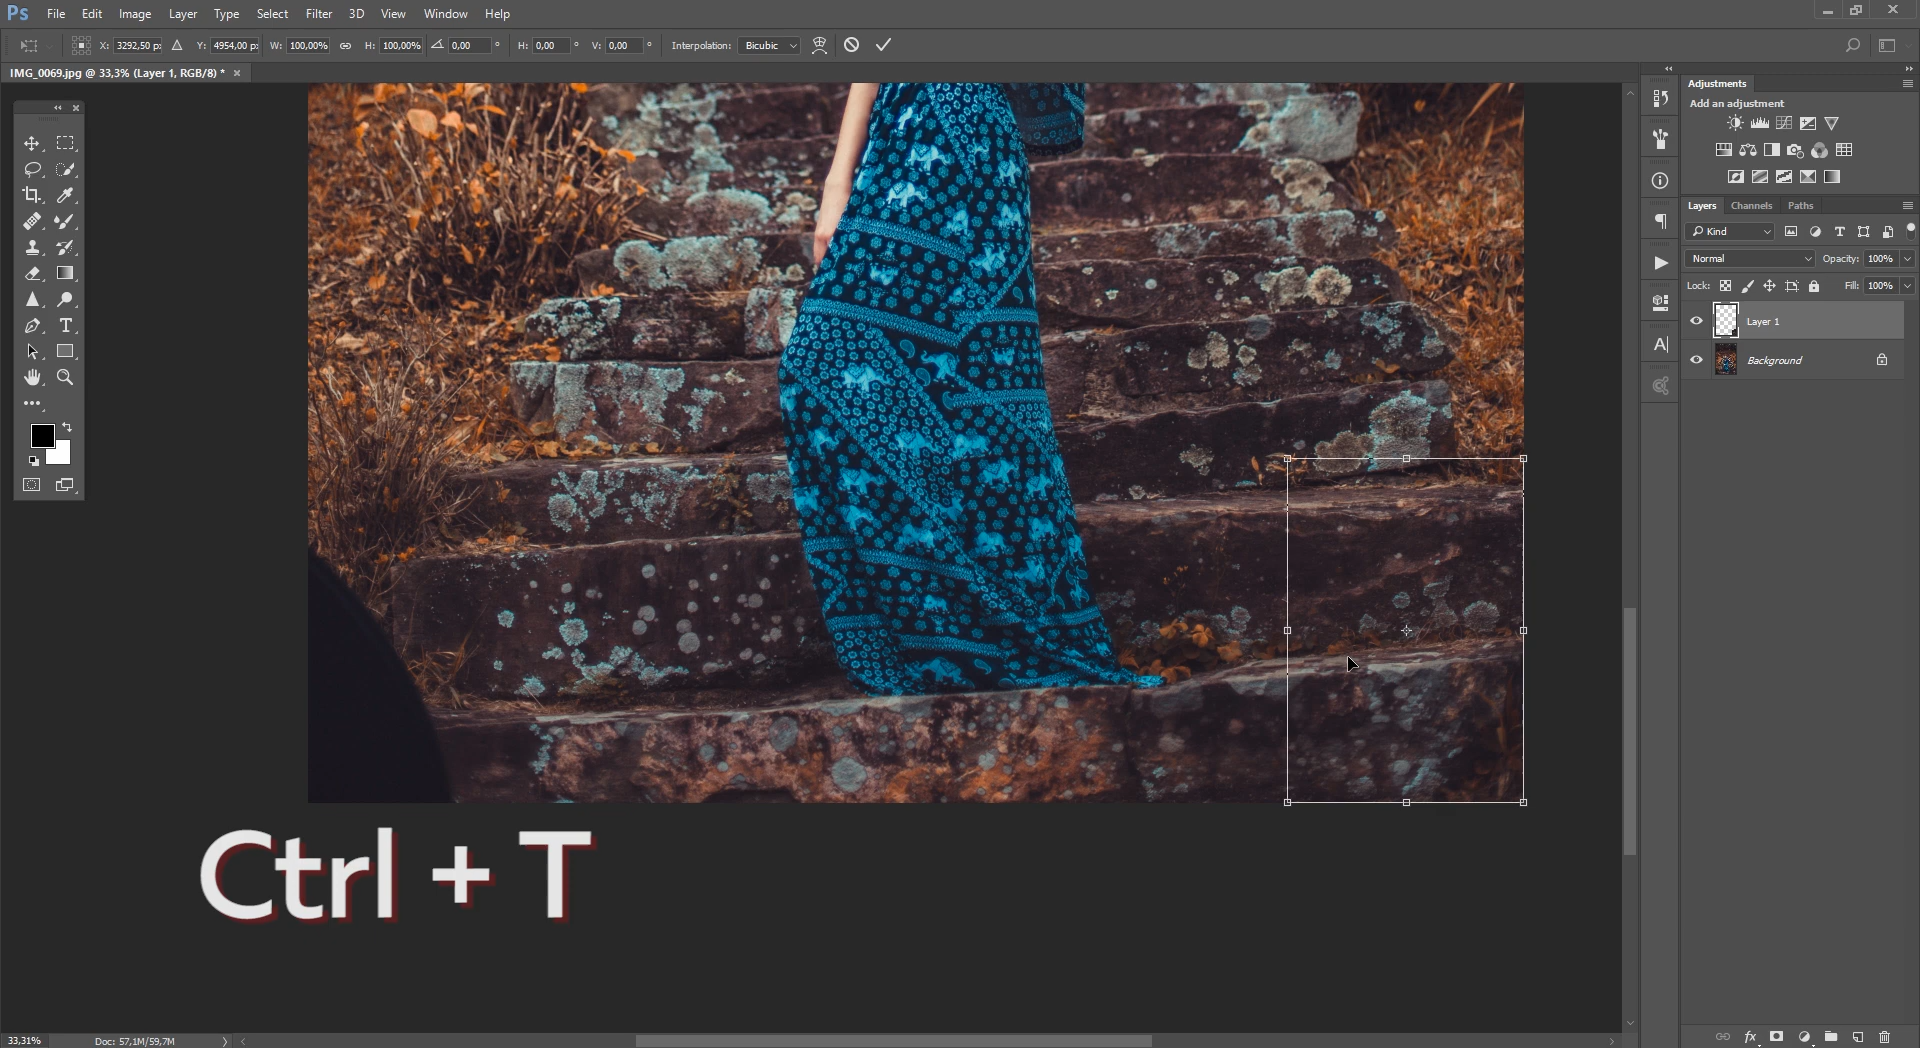 Ps File Edit Image Layer Type Select Filter 3D View Window Help
X: 3292,50 p: Y: 4954,00 p: W: 100,00% H: 100,00% 0,00 ° H: 0,00 ° V: 0,00 ° Interpolation: Bicubic
IMG_0069.jpg @ 33,3% (Layer 1, RGB/8) * ×
Adjustments
Add an adjustment
Layers Channels Paths
Kind
Normal Opacity: 100%
Lock: Fill: 100%
Layer 1
Background
Ctrl + T
33,31% Doc: 57,1M/59,7M